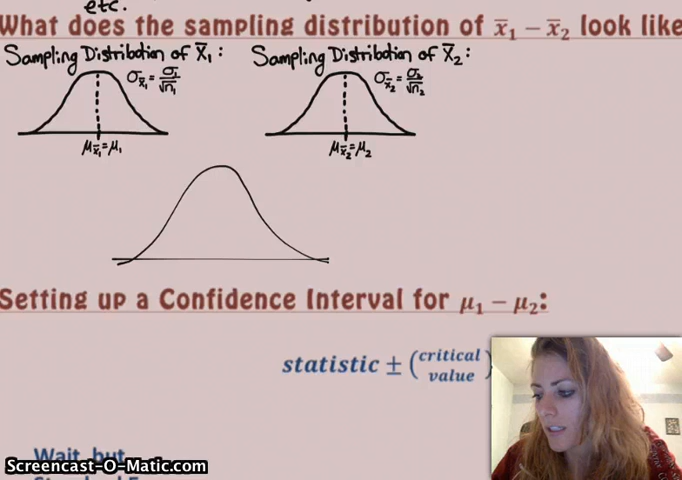 etc.
What does the sampling distribution of x̄₁ − x̄₂ look like
Sampling Distribution of X̄₁: Sampling Distribution of X̄₂:
σx̄₁ = σ₁/√n₁ σx̄₂ = σ₂/√n₂
μx̄₁ = μ₁ μx̄₂ = μ₂
Setting up a Confidence Interval for μ₁ − μ₂:
statistic ± (critical
value
Wait, but
Screencast-O-Matic.com